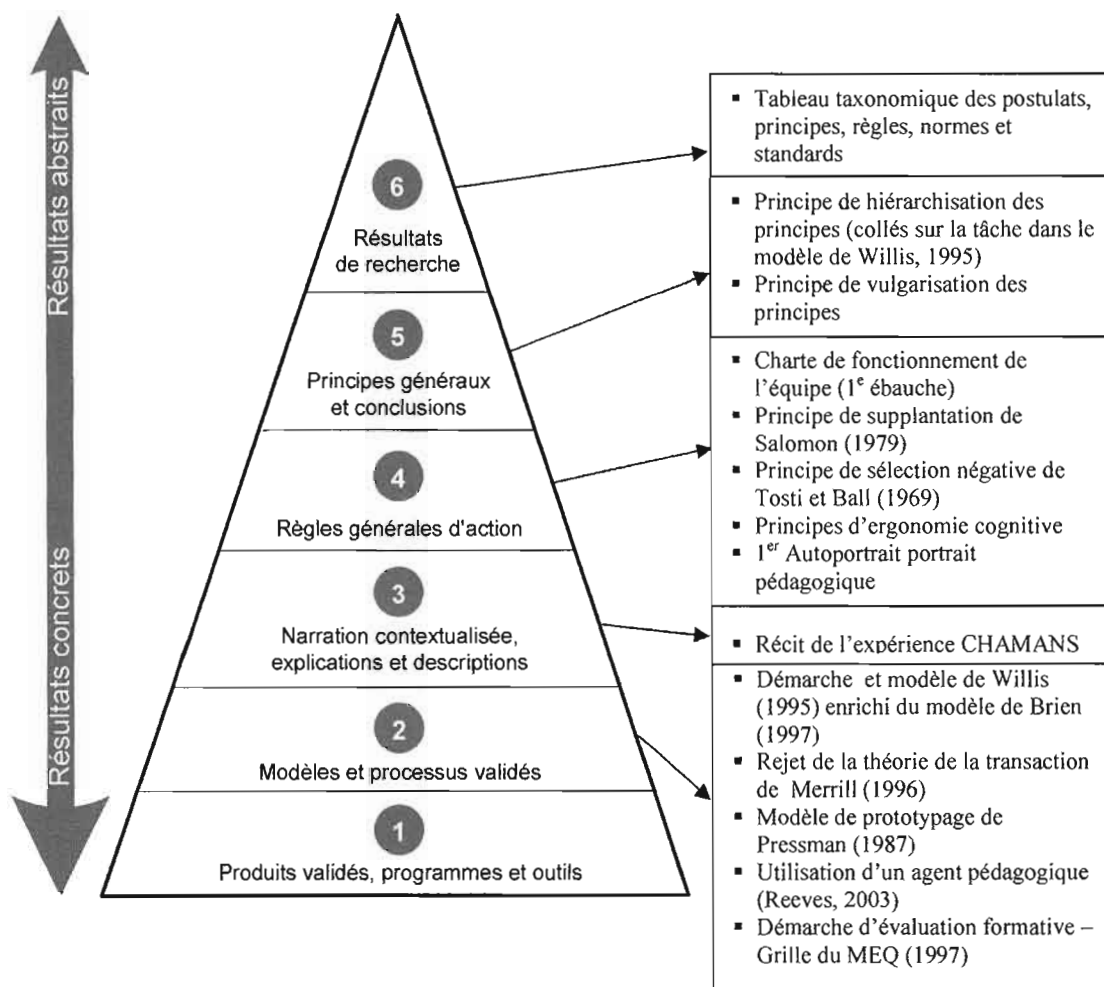 Résultats abstraits
Résultats concrets
6
Résultats
de recherche
5
Principes généraux
et conclusions
4
Règles générales d'action
3
Narration contextualisée,
explications et descriptions
2
Modèles et processus validés
1
Produits validés, programmes et outils
▪ Tableau taxonomique des postulats,
principes, règles, normes et
standards
▪ Principe de hiérarchisation des
principes (collés sur la tâche dans le
modèle de Willis, 1995)
▪ Principe de vulgarisation des
principes
▪ Charte de fonctionnement de
l'équipe (1e ébauche)
▪ Principe de supplantation de
Salomon (1979)
▪ Principe de sélection négative de
Tosti et Ball (1969)
▪ Principes d'ergonomie cognitive
▪ 1er Autoportrait portrait
pédagogique
▪ Récit de l'expérience CHAMANS
▪ Démarche et modèle de Willis
(1995) enrichi du modèle de Brien
(1997)
▪ Rejet de la théorie de la transaction
de Merrill (1996)
▪ Modèle de prototypage de
Pressman (1987)
▪ Utilisation d'un agent pédagogique
(Reeves, 2003)
▪ Démarche d'évaluation formative –
Grille du MEQ (1997)